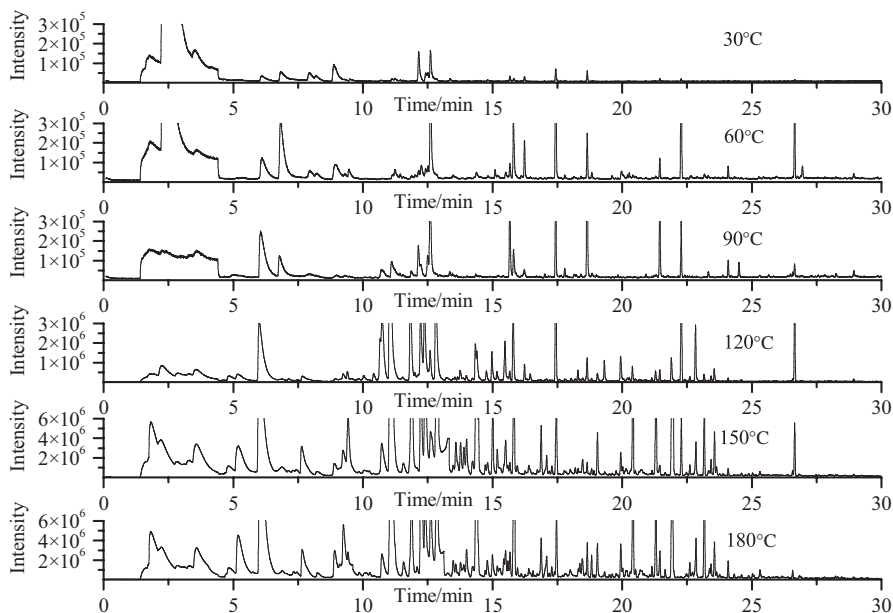 Intensity
3×10⁵
2×10⁵
1×10⁵
30°C
0 5 10 15 20 25 30
Time/min
Intensity
3×10⁵
2×10⁵
1×10⁵
60°C
0 5 10 15 20 25 30
Time/min
Intensity
3×10⁵
2×10⁵
1×10⁵
90°C
0 5 10 15 20 25 30
Time/min
Intensity
3×10⁶
2×10⁶
1×10⁶
120°C
0 5 10 15 20 25 30
Time/min
Intensity
6×10⁶
4×10⁶
2×10⁶
150°C
0 5 10 15 20 25 30
Time/min
Intensity
6×10⁶
4×10⁶
2×10⁶
180°C
0 5 10 15 20 25 30
Time/min